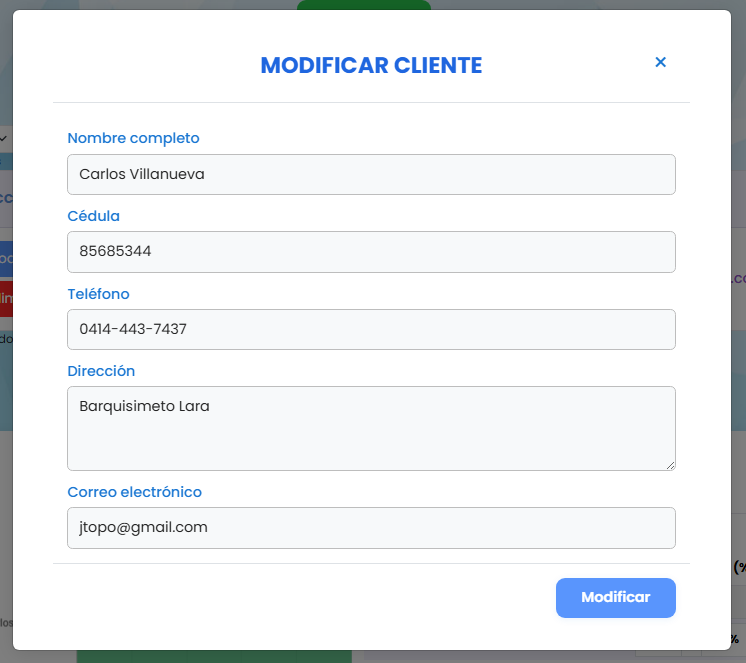 MODIFICAR CLIENTE
×
Nombre completo
Carlos Villanueva
Cédula
85685344
Teléfono
0414-443-7437
Dirección
Barquisimeto Lara
Correo electrónico
jtopo@gmail.com
Modificar